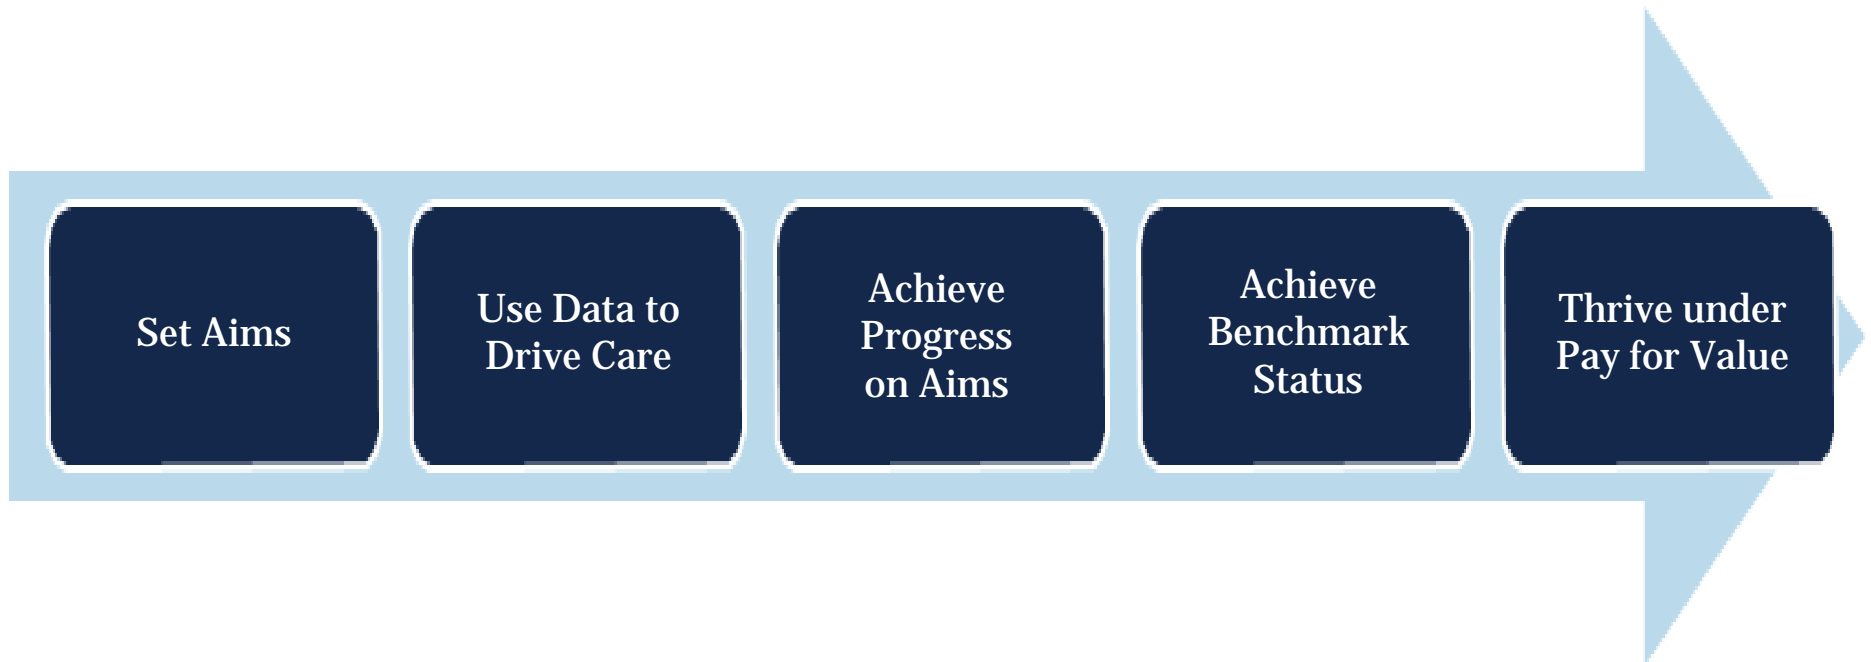 Set Aims
Use Data to
Drive Care
Achieve
Progress
on Aims
Achieve
Benchmark
Status
Thrive under
Pay for Value